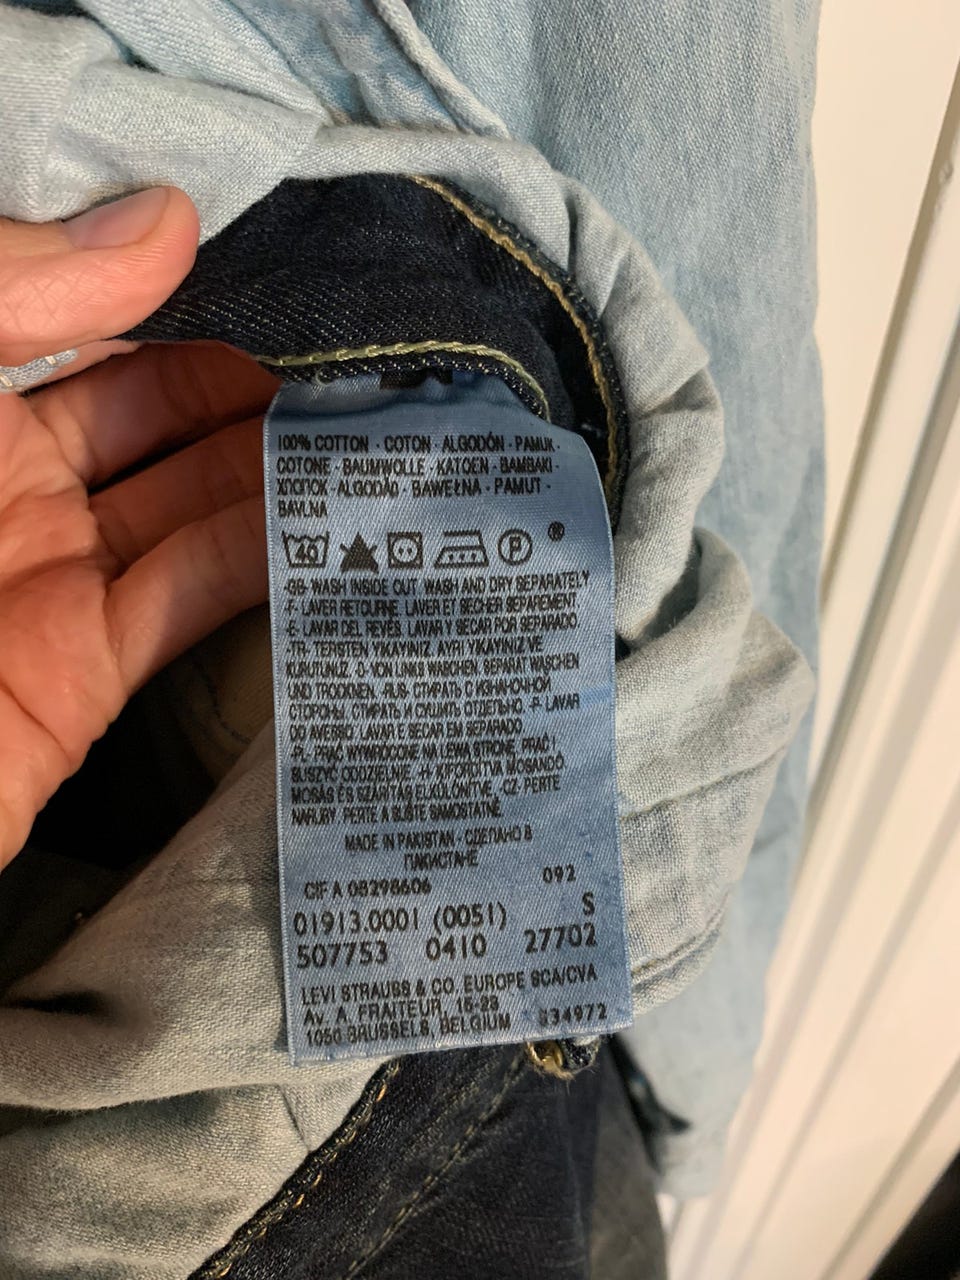 100% COTTON - COTON - ALGODÓN - PAMUK -
COTONE - BAUMWOLLE - KATOEN - BAMBAKI -
ХЛОПОК - ALGODÃO - BAWEŁNA - PAMUT -
BAVLNA
40 P ®
-GB- WASH INSIDE OUT. WASH AND DRY SEPARATELY
-F- LAVER RETOURNE. LAVER ET SECHER SEPAREMENT.
-E- LAVAR DEL REVÉS. LAVAR Y SECAR POR SEPARADO.
-TR- TERSTEN YIKAYINIZ. AYRI YIKAYINIZ VE
KURUTUNUZ. -D- VON LINKS WASCHEN. SEPARAT WASCHEN
UND TROCKNEN. -RUS- СТИРАТЬ С ИЗНАНОЧНОЙ
СТОРОНЫ. СТИРАТЬ И СУШИТЬ ОТДЕЛЬНО. -P- LAVAR
DO AVERSO. LAVAR E SECAR EM SEPARADO.
-PL- PRAĆ WYWRÓCONE NA LEWĄ STRONĘ. PRAĆ I
SUSZYĆ ODDZIELNIE. -H- KIFORDÍTVA MOSANDÓ.
MOSÁS ÉS SZÁRÍTÁS ELKÜLÖNÍTVE. -CZ- PERTE
NARUBY. PERTE A SUŠTE SAMOSTATNĚ.
MADE IN PAKISTAN - СДЕЛАНО В
ПАКИСТАНЕ
CIF A 08298606 092
01913.0001 (0051) S
507753 0410 27702
LEVI STRAUSS & CO. EUROPE SCA/CVA
AV. A. FRAITEUR, 15-23
1050 BRUSSELS, BELGIUM 334972